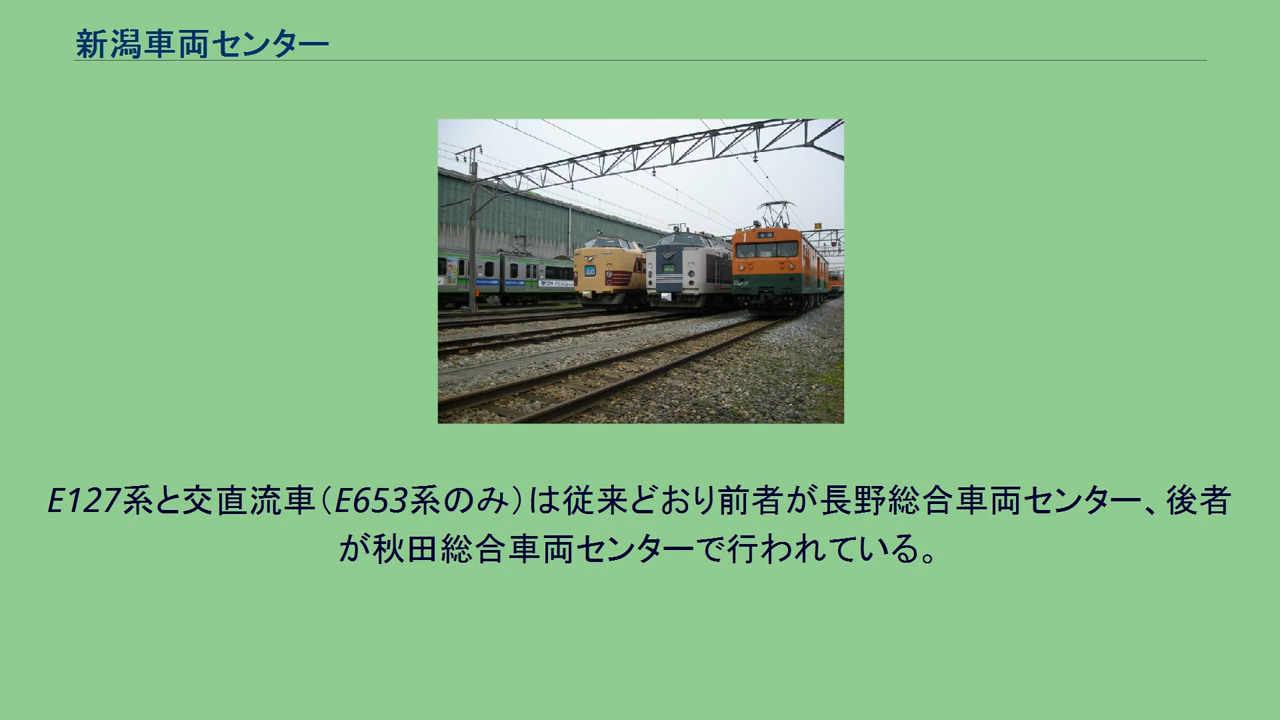 新潟車両センター
E127系と交直流車（E653系のみ）は従来どおり前者が長野総合車両センター、後者
が秋田総合車両センターで行われている。